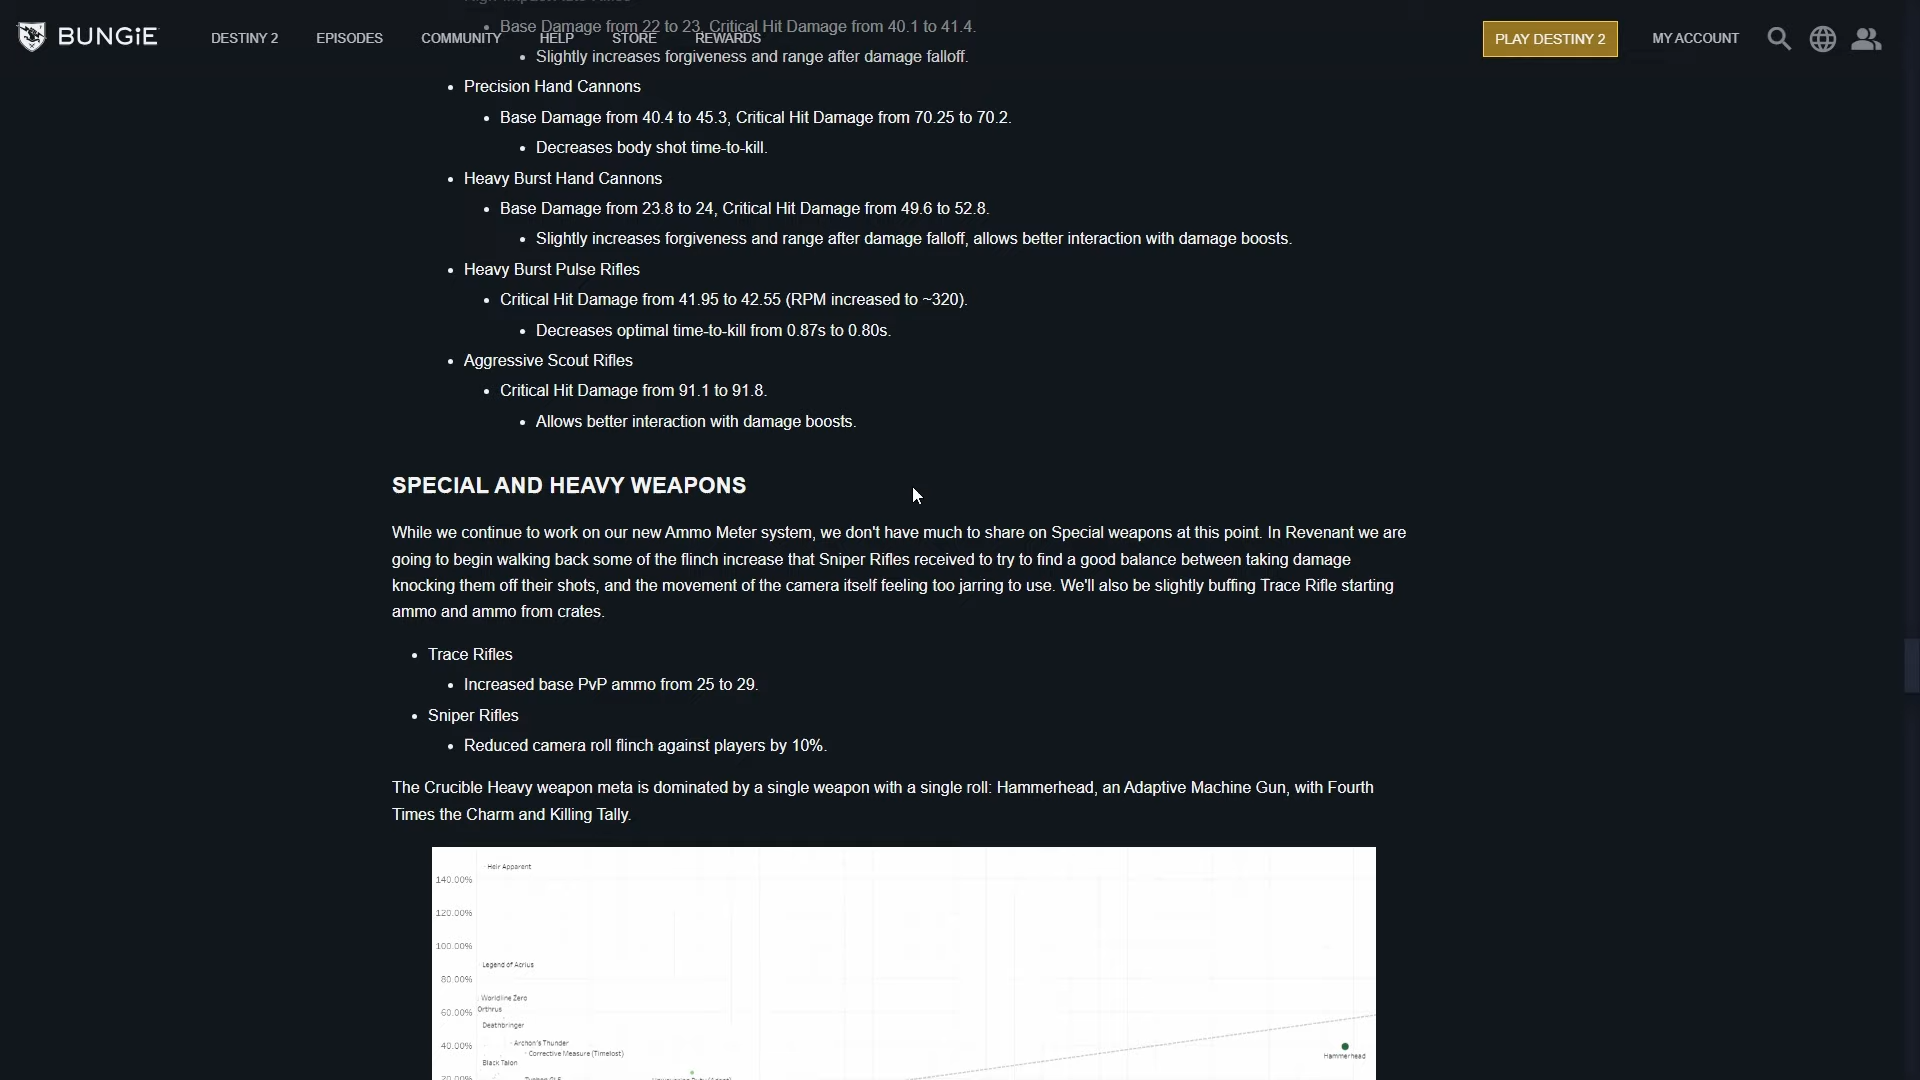 BUNGiE
DESTINY 2
EPISODES
COMMUNITY
HELP
STORE
REWARDS
PLAY DESTINY 2
MY ACCOUNT
Base Damage from 22 to 23, Critical Hit Damage from 40.1 to 41.4.
Slightly increases forgiveness and range after damage falloff.
Precision Hand Cannons
Base Damage from 40.4 to 45.3, Critical Hit Damage from 70.25 to 70.2.
Decreases body shot time-to-kill.
Heavy Burst Hand Cannons
Base Damage from 23.8 to 24, Critical Hit Damage from 49.6 to 52.8.
Slightly increases forgiveness and range after damage falloff, allows better interaction with damage boosts.
Heavy Burst Pulse Rifles
Critical Hit Damage from 41.95 to 42.55 (RPM increased to ~320).
Decreases optimal time-to-kill from 0.87s to 0.80s.
Aggressive Scout Rifles
Critical Hit Damage from 91.1 to 91.8.
Allows better interaction with damage boosts.
SPECIAL AND HEAVY WEAPONS
While we continue to work on our new Ammo Meter system, we don't have much to share on Special weapons at this point. In Revenant we are
going to begin walking back some of the flinch increase that Sniper Rifles received to try to find a good balance between taking damage
knocking them off their shots, and the movement of the camera itself feeling too jarring to use. We'll also be slightly buffing Trace Rifle starting
ammo and ammo from crates.
Trace Rifles
Increased base PvP ammo from 25 to 29.
Sniper Rifles
Reduced camera roll flinch against players by 10%.
The Crucible Heavy weapon meta is dominated by a single weapon with a single roll: Hammerhead, an Adaptive Machine Gun, with Fourth
Times the Charm and Killing Tally.
Heir Apparent
140.00%
120.00%
100.00%
Legend of Acrius
80.00%
Worldline Zero
Orthrus
60.00%
Deathbringer
Archon's Thunder
40.00%
Corrective Measure (Timelost)
Hammerhead
Black Talon
20.00%